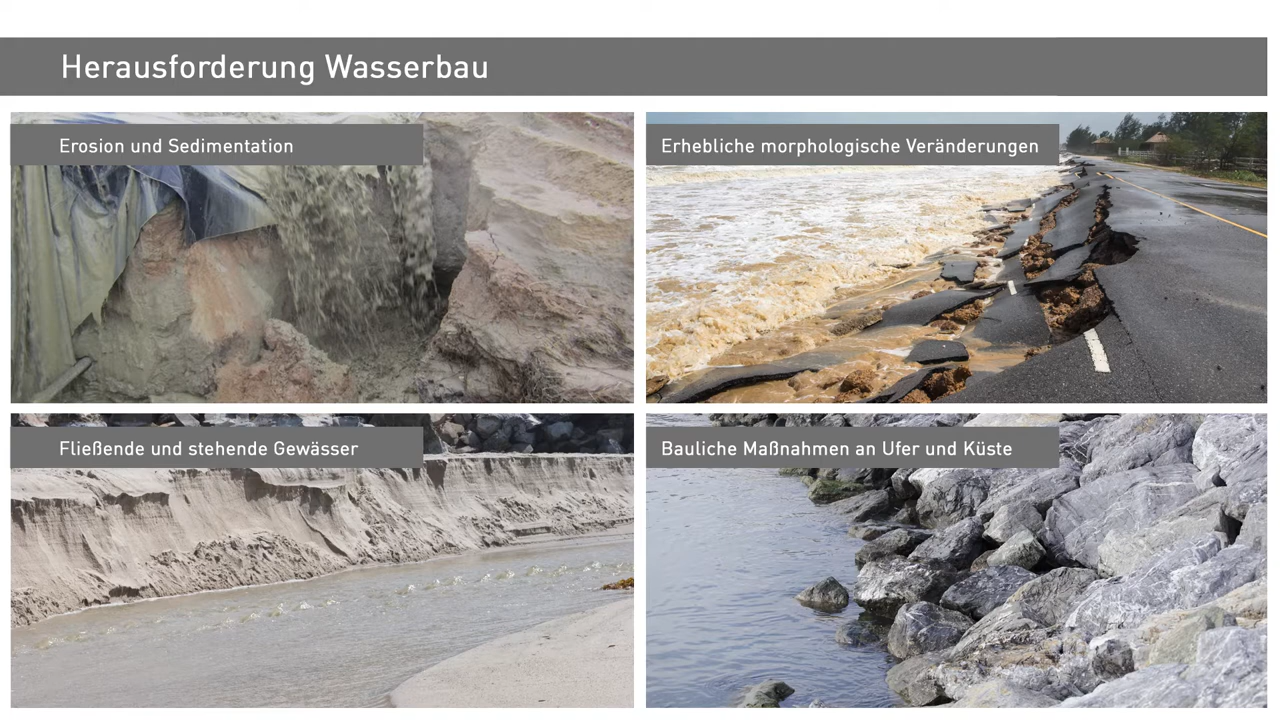 Herausforderung Wasserbau
Erosion und Sedimentation
Erhebliche morphologische Veränderungen
Fließende und stehende Gewässer
Bauliche Maßnahmen an Ufer und Küste